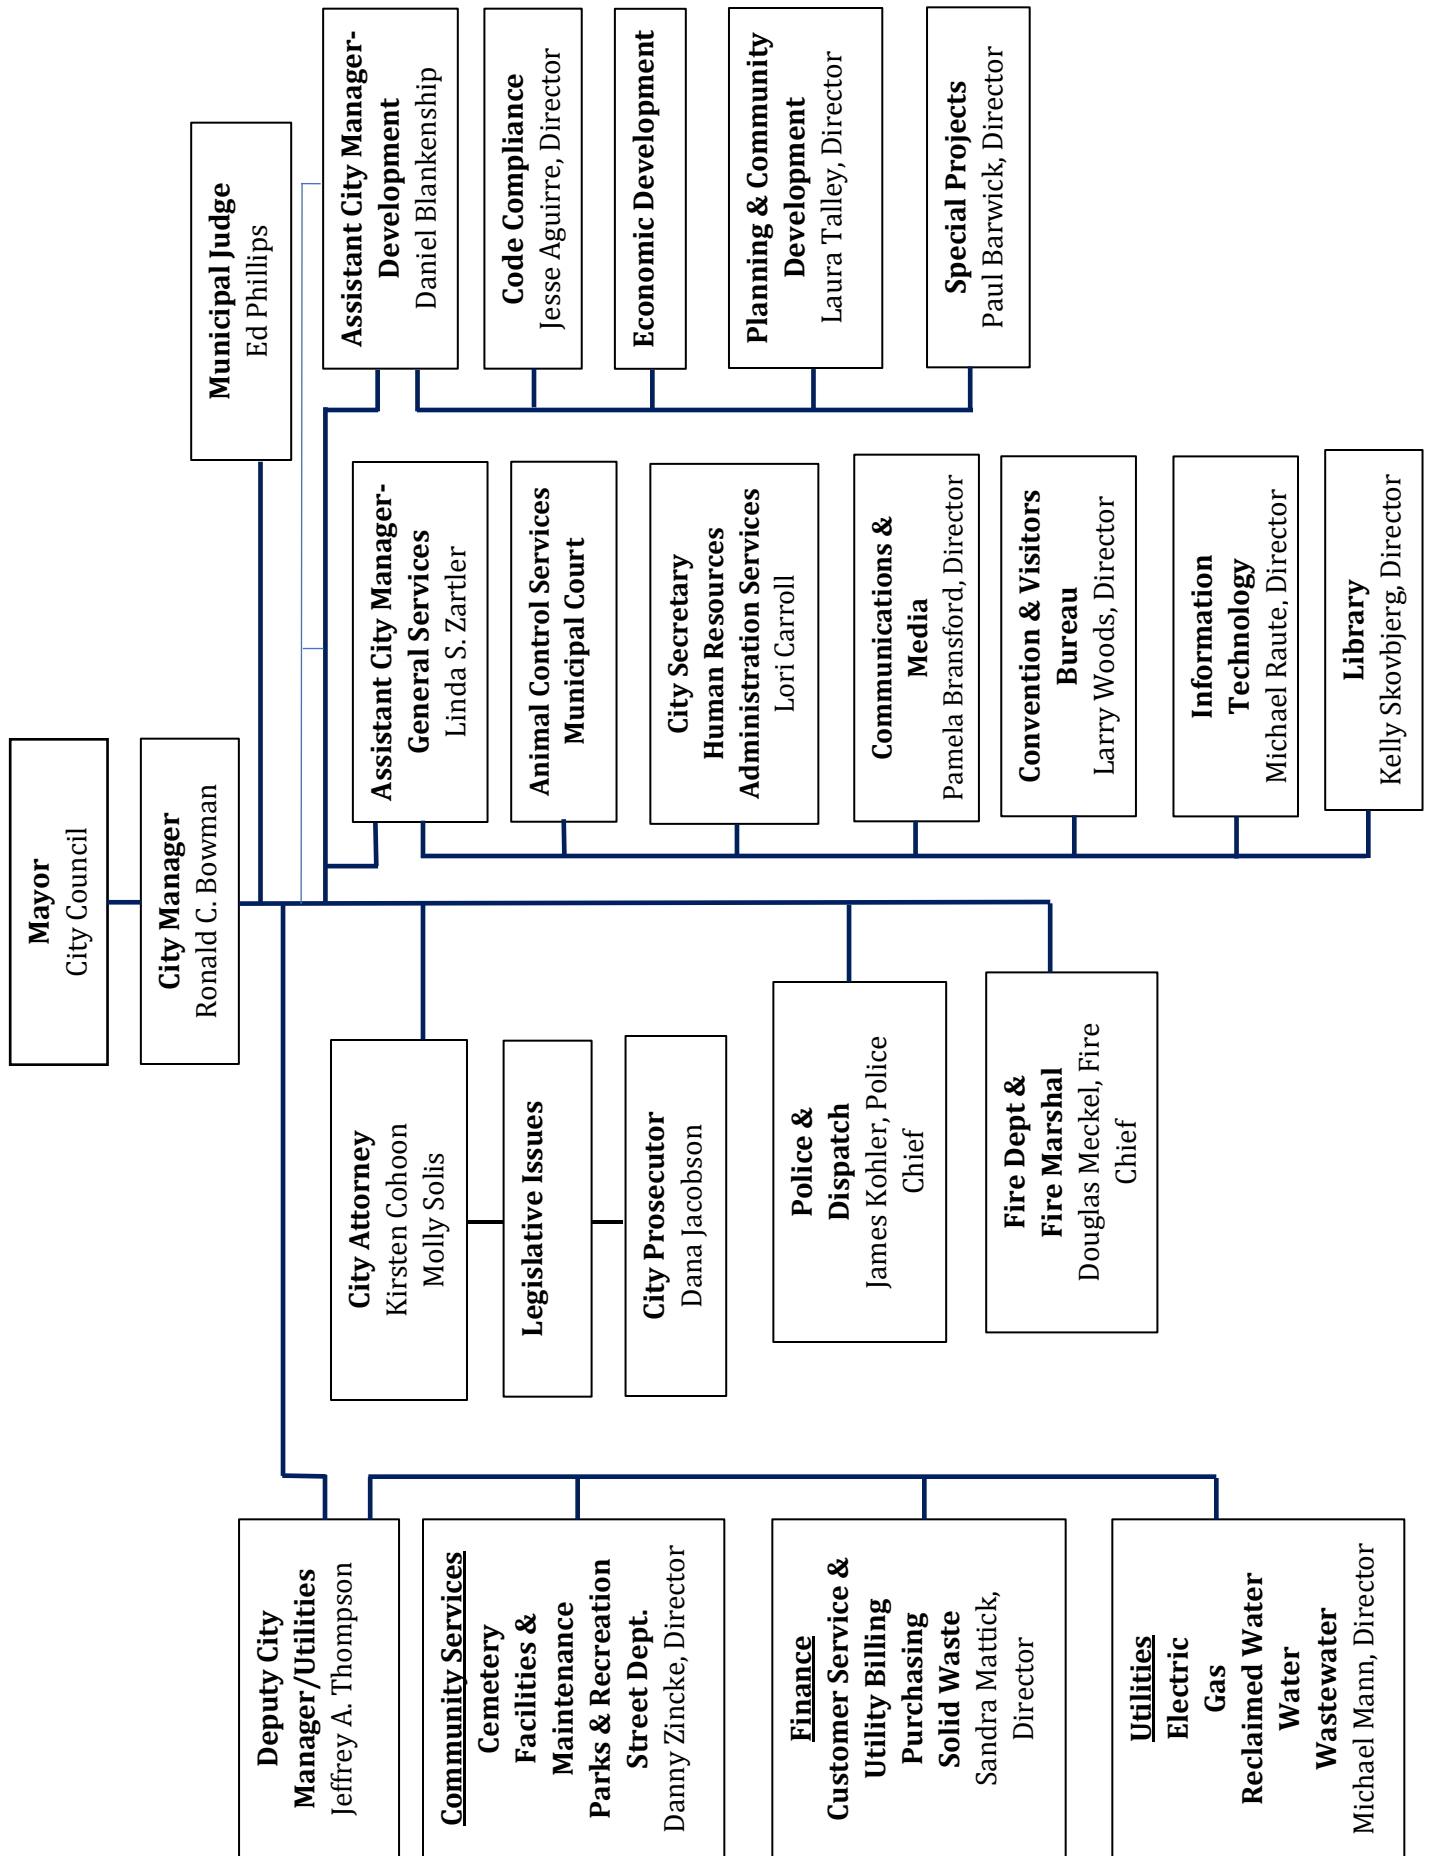 Mayor
City Council
City Manager
Ronald C. Bowman
Municipal Judge
Ed Phillips
Deputy City
Manager/Utilities
Jeffrey A. Thompson
Community Services
Cemetery
Facilities &
Maintenance
Parks & Recreation
Street Dept.
Danny Zincke, Director
Finance
Customer Service &
Utility Billing
Purchasing
Solid Waste
Sandra Mattick,
Director
Utilities
Electric
Gas
Reclaimed Water
Water
Wastewater
Michael Mann, Director
City Attorney
Kirsten Cohoon
Molly Solis
Legislative Issues
City Prosecutor
Dana Jacobson
Police &
Dispatch
James Kohler, Police
Chief
Fire Dept &
Fire Marshal
Douglas Meckel, Fire
Chief
Assistant City Manager-
General Services
Linda S. Zartler
Animal Control Services
Municipal Court
City Secretary
Human Resources
Administration Services
Lori Carroll
Communications &
Media
Pamela Bransford, Director
Convention & Visitors
Bureau
Larry Woods, Director
Information
Technology
Michael Raute, Director
Library
Kelly Skovbjerg, Director
Assistant City Manager-
Development
Daniel Blankenship
Code Compliance
Jesse Aguirre, Director
Economic Development
Planning & Community
Development
Laura Talley, Director
Special Projects
Paul Barwick, Director